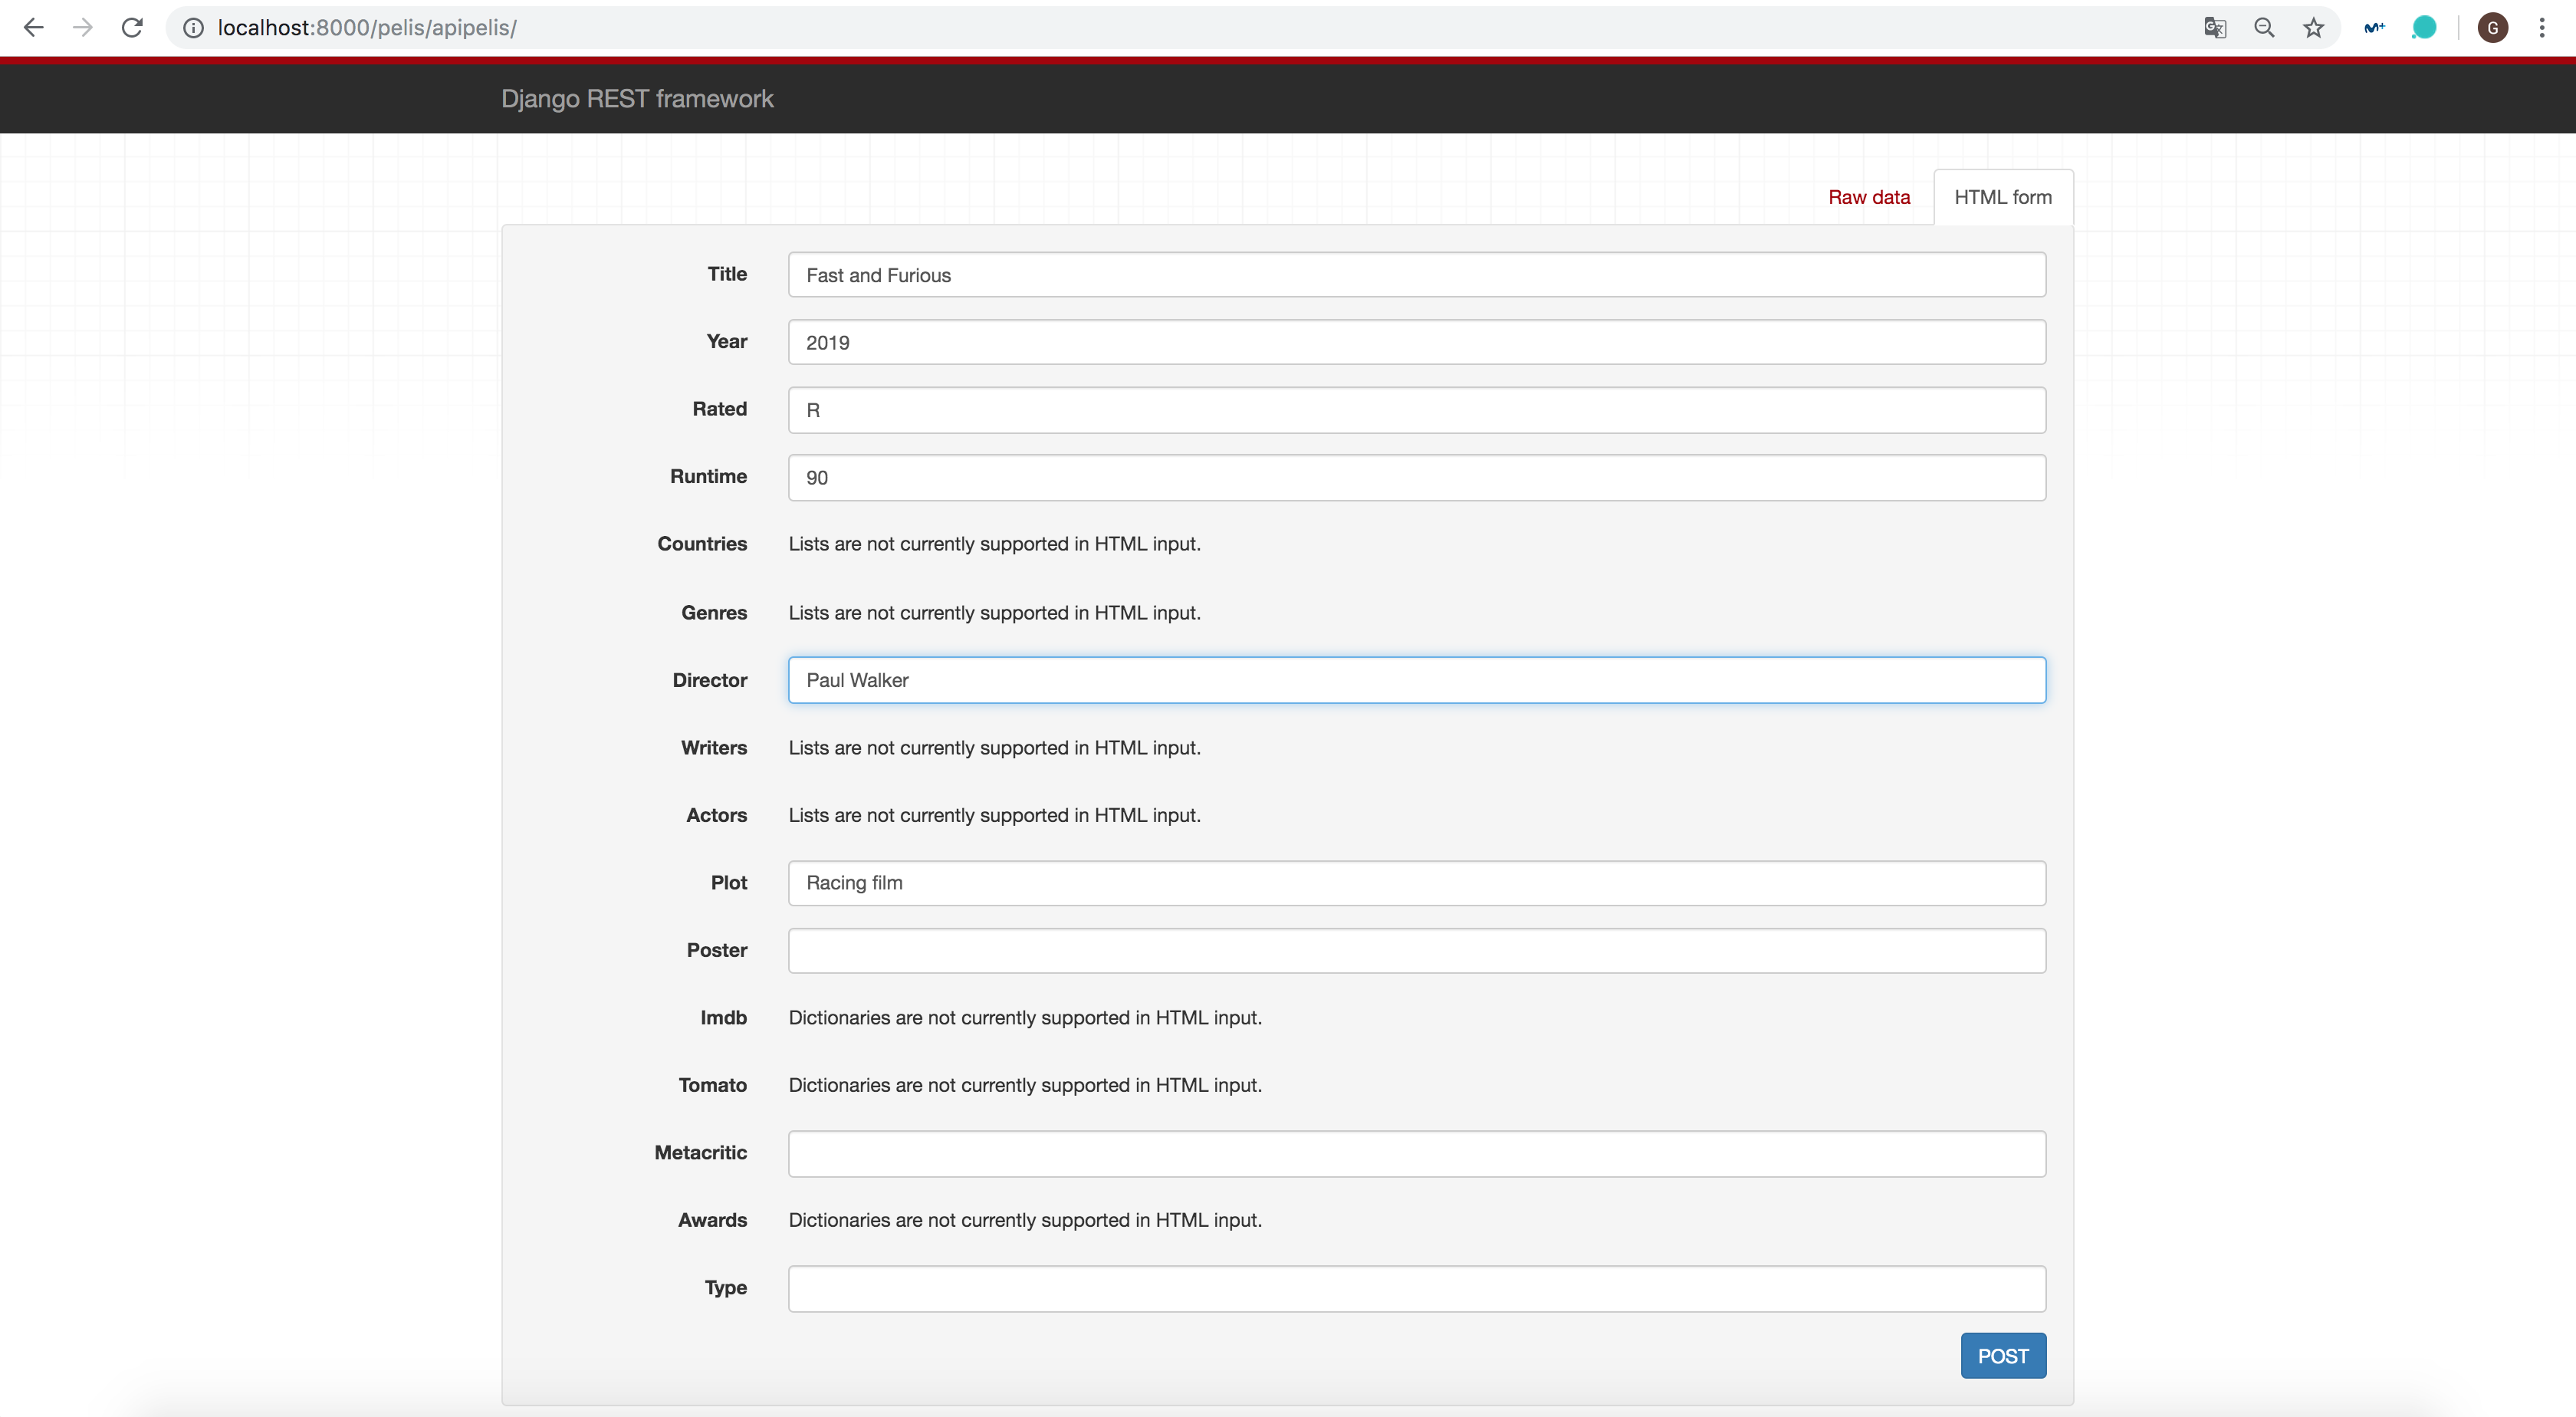 localhost:8000/pelis/apipelis/
G
Django REST framework
Raw data HTML form
Title Fast and Furious
Year 2019
Rated R
Runtime 90
Countries Lists are not currently supported in HTML input.
Genres Lists are not currently supported in HTML input.
Director Paul Walker
Writers Lists are not currently supported in HTML input.
Actors Lists are not currently supported in HTML input.
Plot Racing film
Poster
Imdb Dictionaries are not currently supported in HTML input.
Tomato Dictionaries are not currently supported in HTML input.
Metacritic
Awards Dictionaries are not currently supported in HTML input.
Type
POST